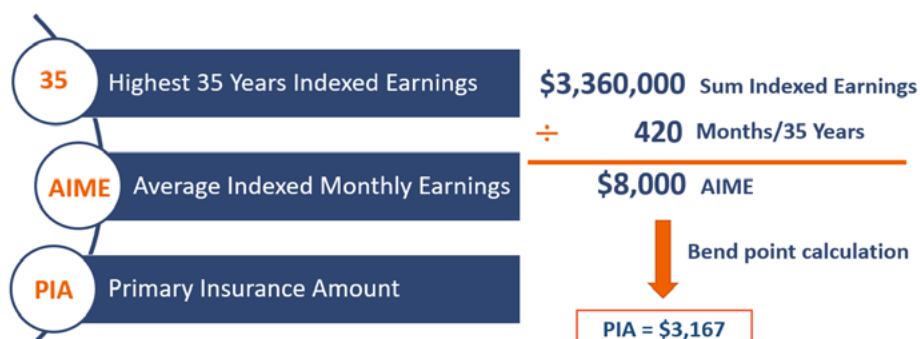 35 Highest 35 Years Indexed Earnings
$3,360,000 Sum Indexed Earnings
÷ 420 Months/35 Years
AIME Average Indexed Monthly Earnings
$8,000 AIME
Bend point calculation
PIA Primary Insurance Amount
PIA = $3,167